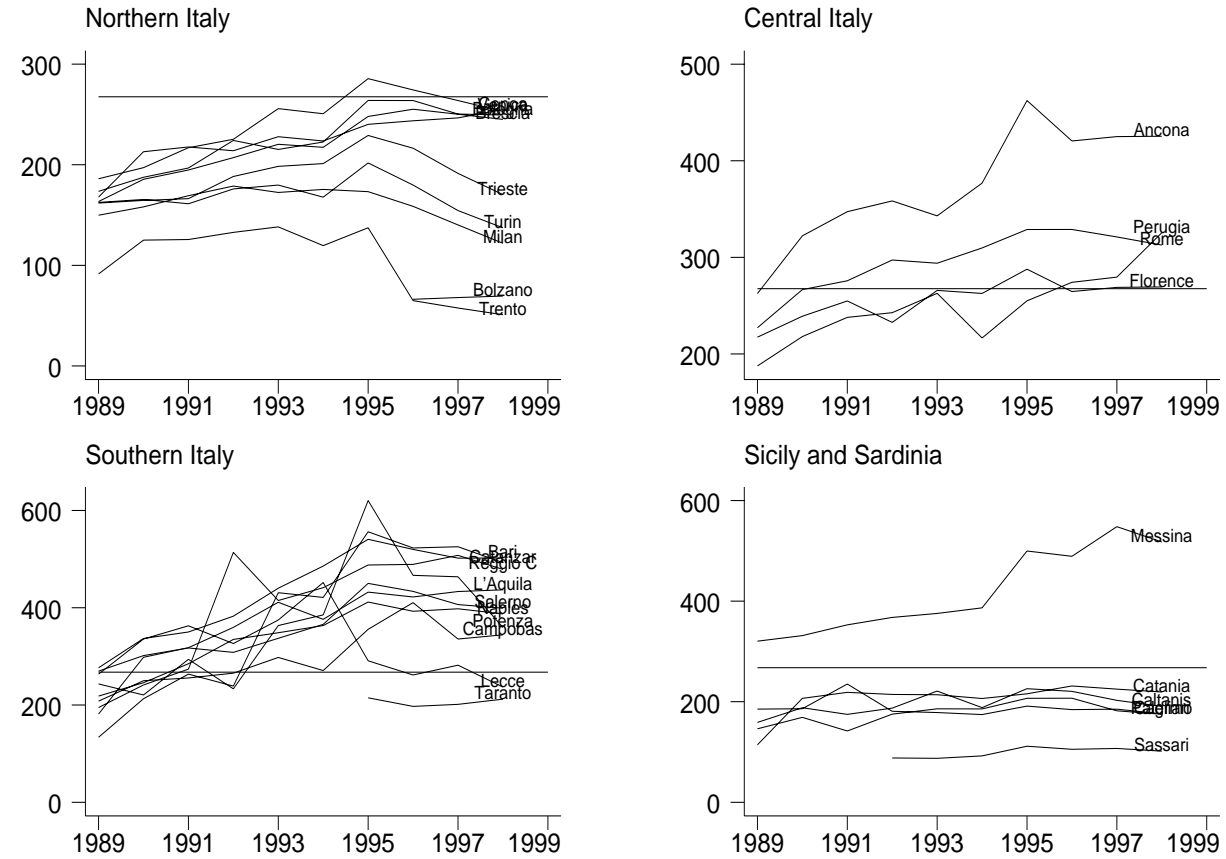 Northern Italy
300
200
100
0
Brescia
Trieste
Turin
Milan
Bolzano
Trento
1989 1991 1993 1995 1997 1999
Central Italy
500
400
300
200
Ancona
Perugia
Rome
Florence
1989 1991 1993 1995 1997 1999
Southern Italy
600
400
200
0
Bari
Catanzar
Reggio C
L'Aquila
Salerno
Naples
Potenza
Campobas
Lecce
Taranto
1989 1991 1993 1995 1997 1999
Sicily and Sardinia
600
400
200
0
Messina
Catania
Caltanis
Sassari
1989 1991 1993 1995 1997 1999